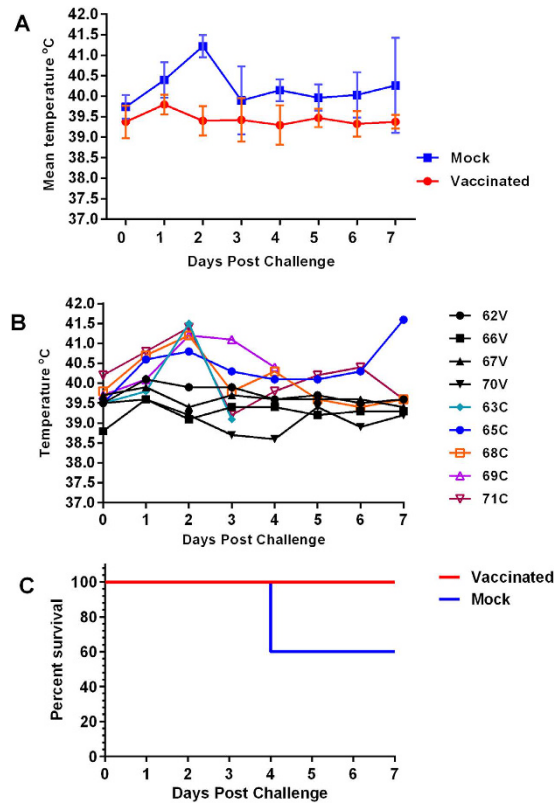 A
Mean temperature °C
42.0
41.5
41.0
40.5
40.0
39.5
39.0
38.5
38.0
37.5
37.0
0 1 2 3 4 5 6 7
Days Post Challenge
Mock
Vaccinated
B
Temperature °C
42.0
41.5
41.0
40.5
40.0
39.5
39.0
38.5
38.0
37.5
37.0
0 1 2 3 4 5 6 7
Days Post Challenge
62V
66V
67V
70V
63C
65C
68C
69C
71C
C
Percent survival
100
80
60
40
20
0
0 1 2 3 4 5 6 7
Days Post Challenge
Vaccinated
Mock